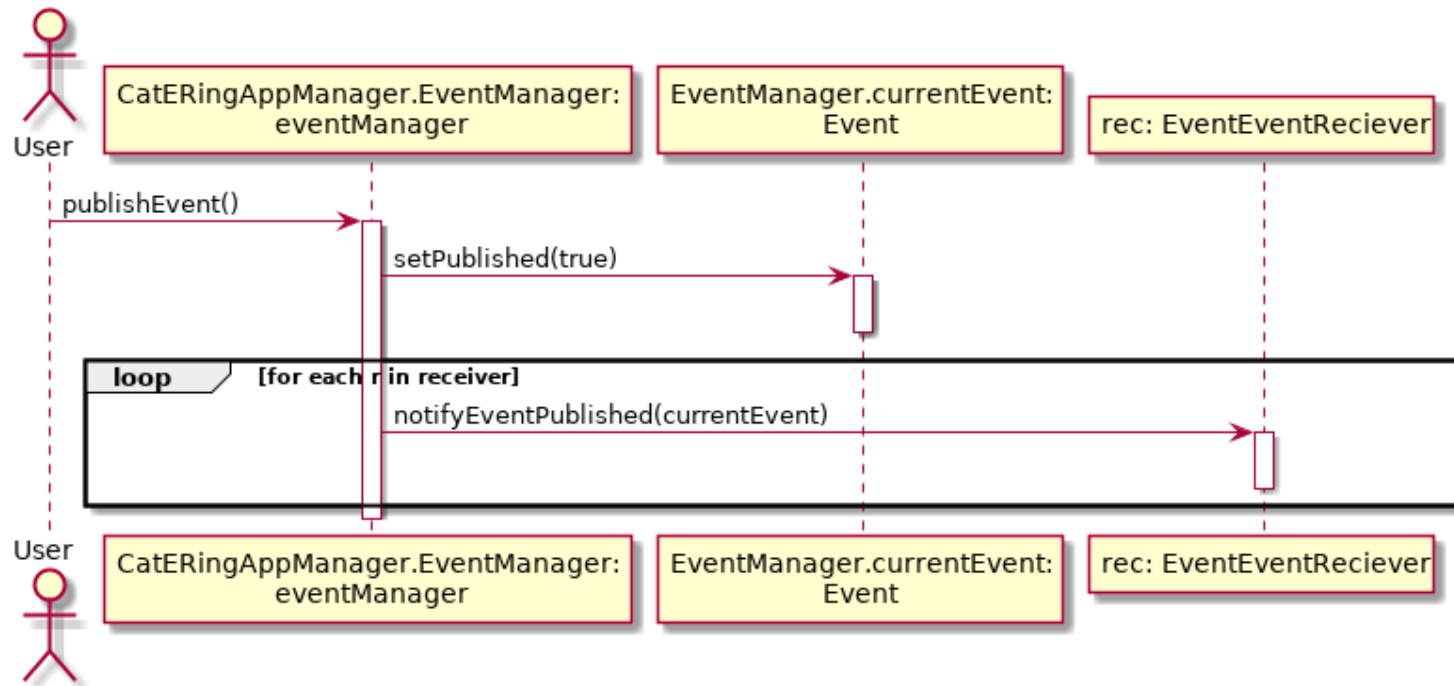 User
CatERingAppManager.EventManager:
eventManager
EventManager.currentEvent:
Event
rec: EventEventReciever
publishEvent()
setPublished(true)
loop
[for each r in receiver]
notifyEventPublished(currentEvent)
User
CatERingAppManager.EventManager:
eventManager
EventManager.currentEvent:
Event
rec: EventEventReciever